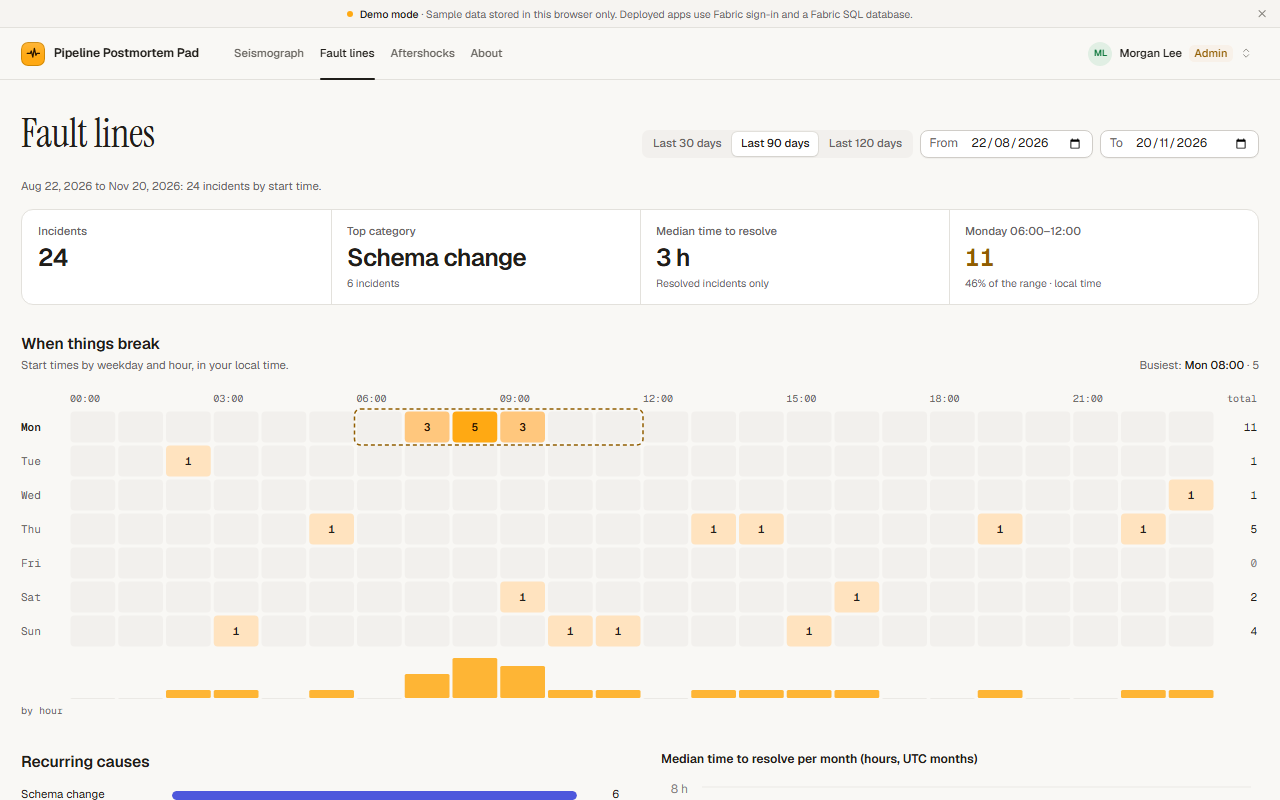 Demo mode · Sample data stored in this browser only. Deployed apps use Fabric sign-in and a Fabric SQL database.
Pipeline Postmortem Pad Seismograph Fault lines Aftershocks About ML Morgan Lee Admin
Fault lines
Last 30 days Last 90 days Last 120 days From 22/08/2026 To 20/11/2026
Aug 22, 2026 to Nov 20, 2026: 24 incidents by start time.
Incidents
24
Top category
Schema change
6 incidents
Median time to resolve
3 h
Resolved incidents only
Monday 06:00–12:00
11
46% of the range · local time
When things break
Start times by weekday and hour, in your local time.
Busiest: Mon 08:00 · 5
00:00 03:00 06:00 09:00 12:00 15:00 18:00 21:00 total
Mon 3 5 3 11
Tue 1 1
Wed 1 1
Thu 1 1 1 1 1 5
Fri 0
Sat 1 1 2
Sun 1 1 1 1 4
by hour
Recurring causes
Schema change 6
Median time to resolve per month (hours, UTC months)
8 h